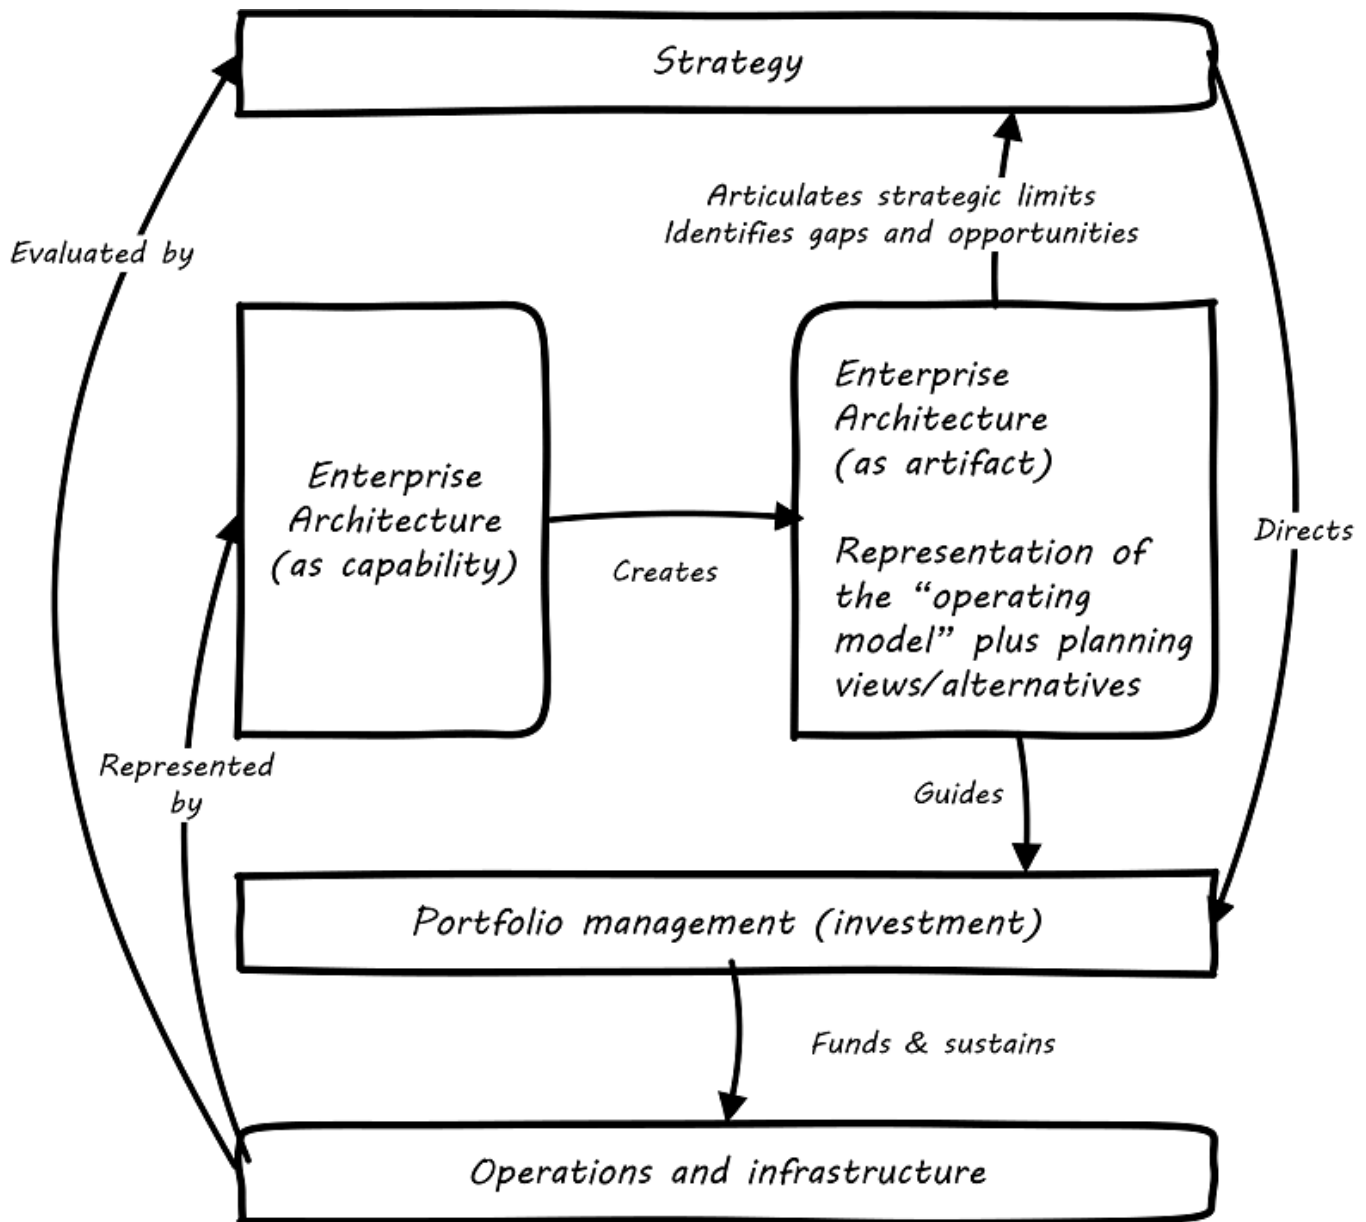 Strategy
Articulates strategic limits
Identifies gaps and opportunities
Evaluated by
Enterprise
Architecture
(as capability)
Creates
Enterprise
Architecture
(as artifact)
Representation of
the “operating
model” plus planning
views/alternatives
Directs
Represented
by
Guides
Portfolio management (investment)
Funds & sustains
Operations and infrastructure